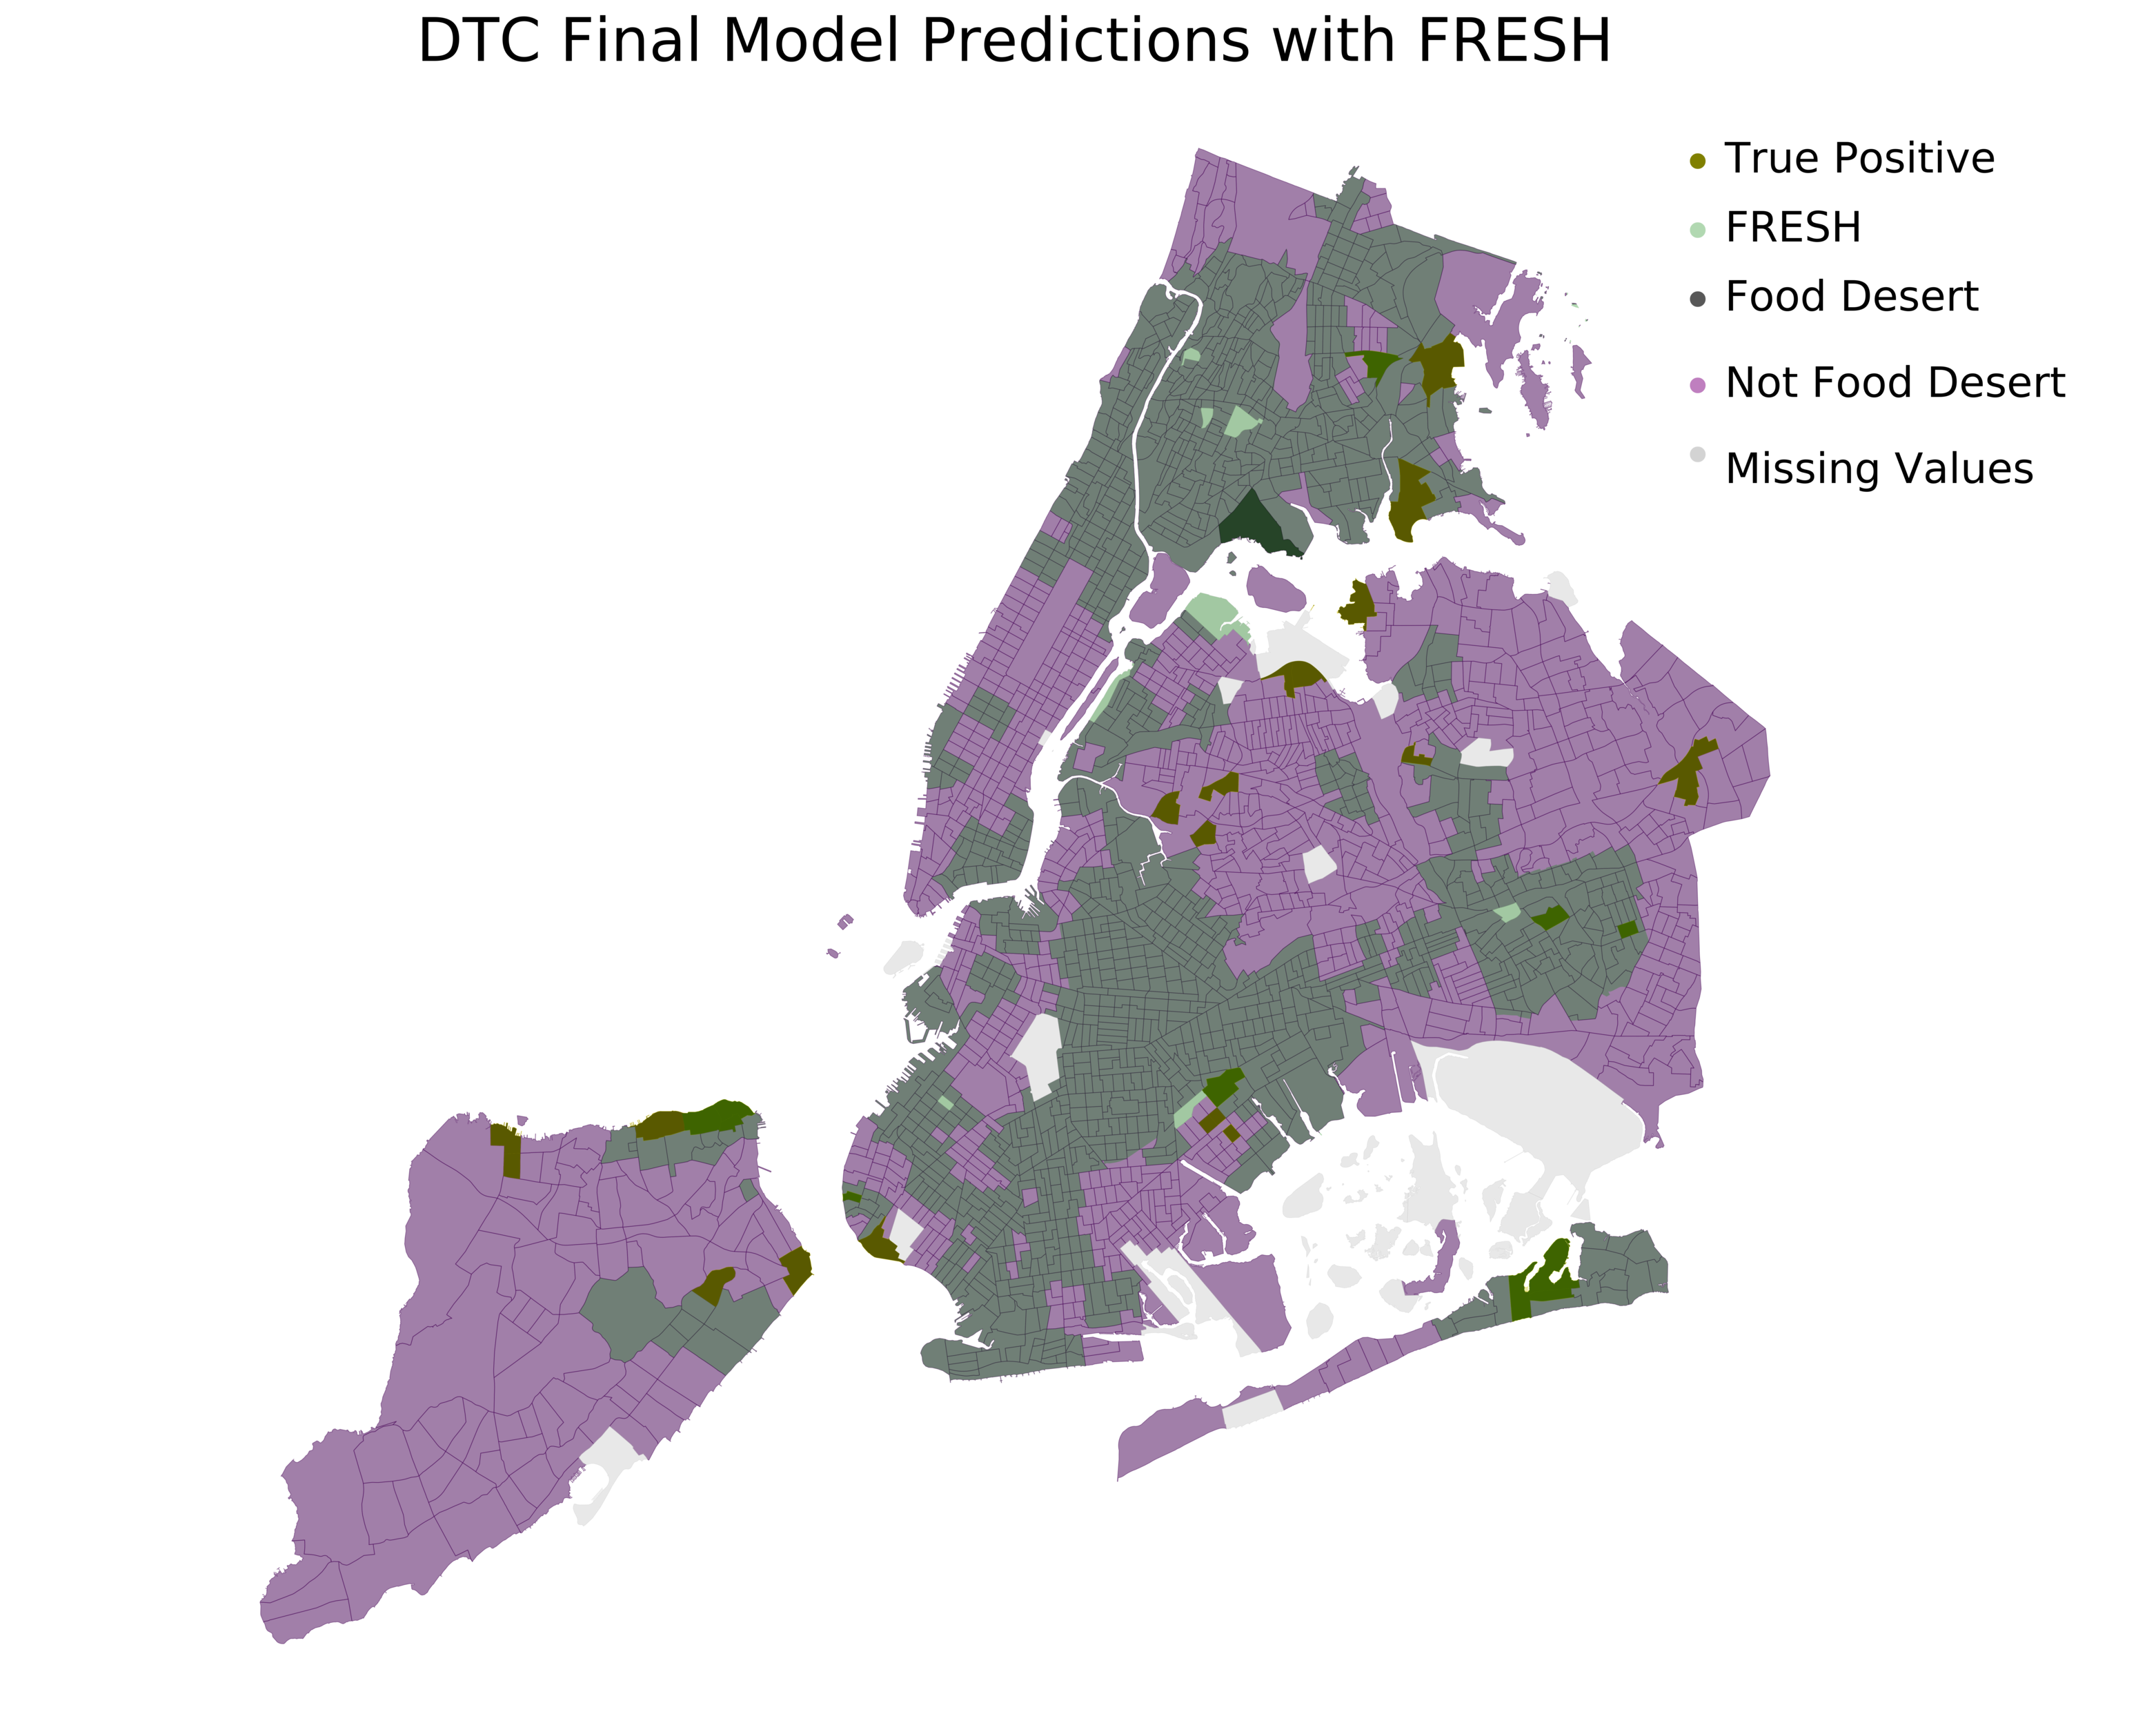 DTC Final Model Predictions with FRESH
True Positive
FRESH
Food Desert
Not Food Desert
Missing Values